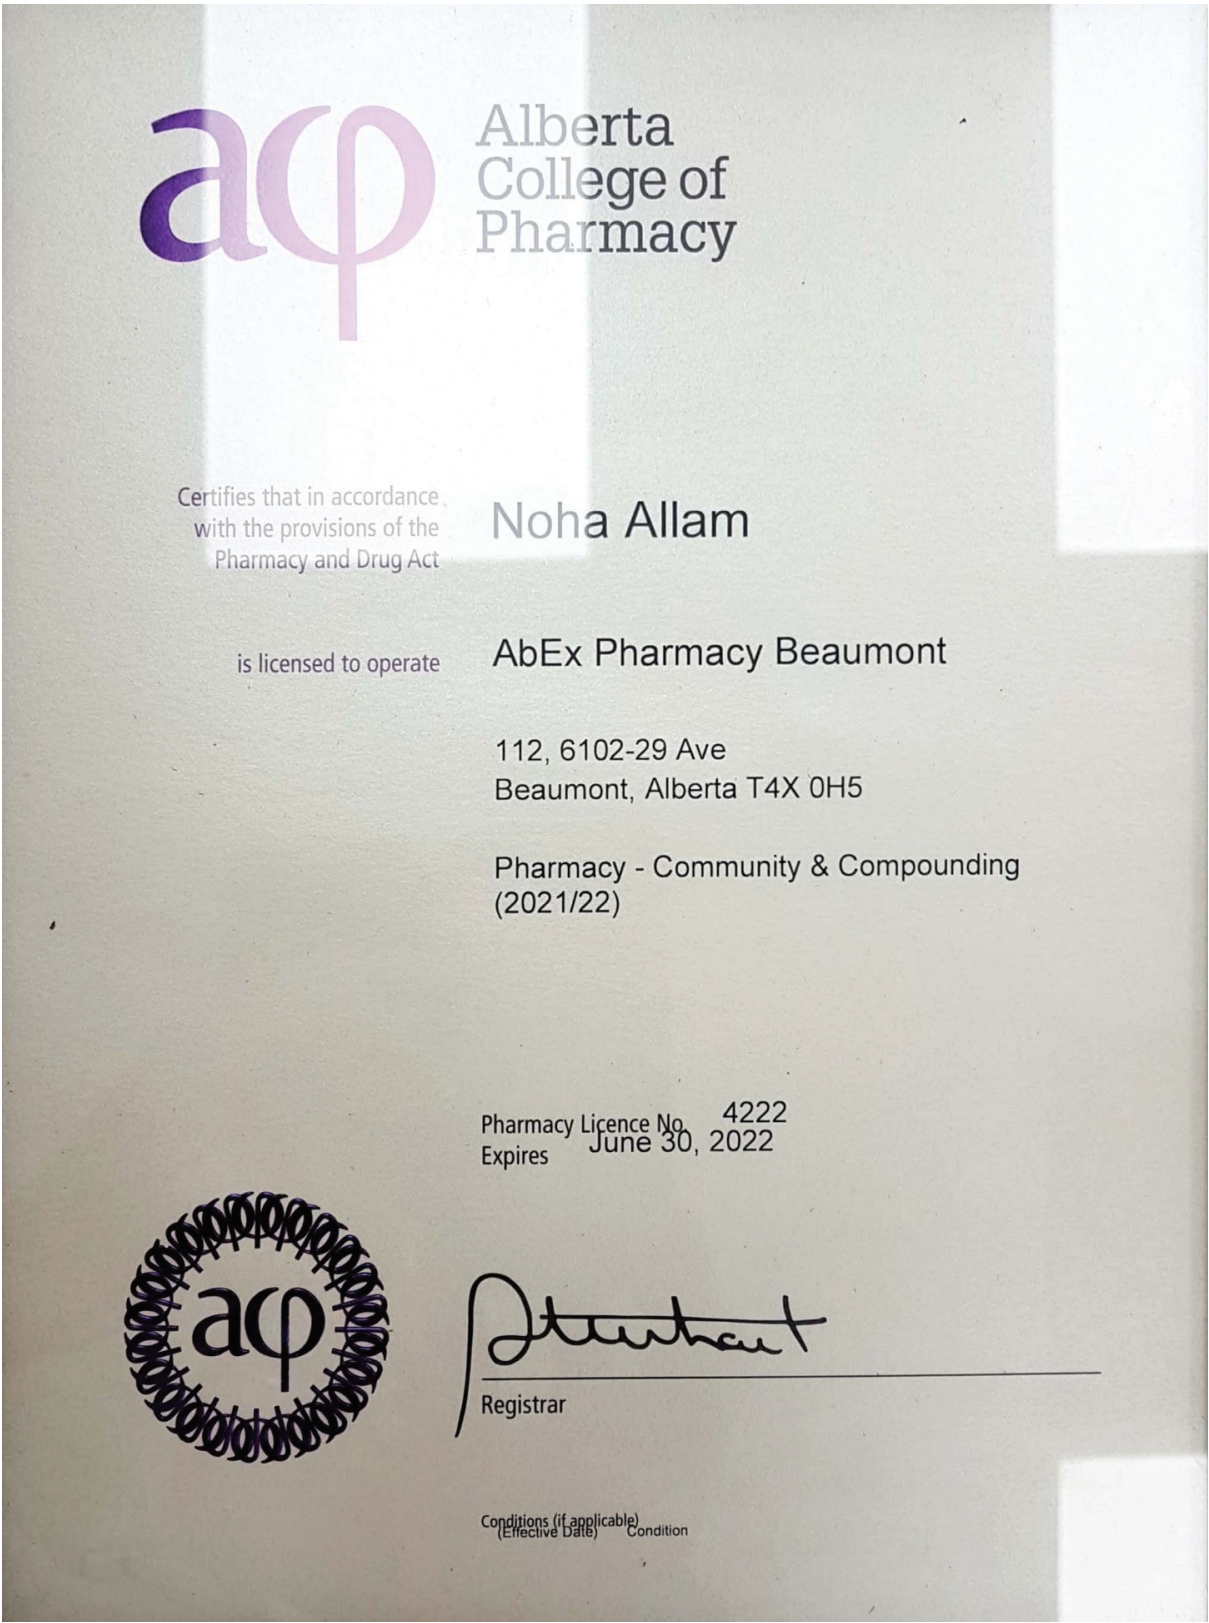 acp
Alberta
College of
Pharmacy
Certifies that in accordance
with the provisions of the
Pharmacy and Drug Act
Noha Allam
is licensed to operate
AbEx Pharmacy Beaumont
112, 6102-29 Ave
Beaumont, Alberta T4X 0H5
Pharmacy - Community & Compounding
(2021/22)
Pharmacy Licence No. 4222
Expires June 30, 2022
acp
Registrar
Conditions (if applicable)
(Effective Date) Condition